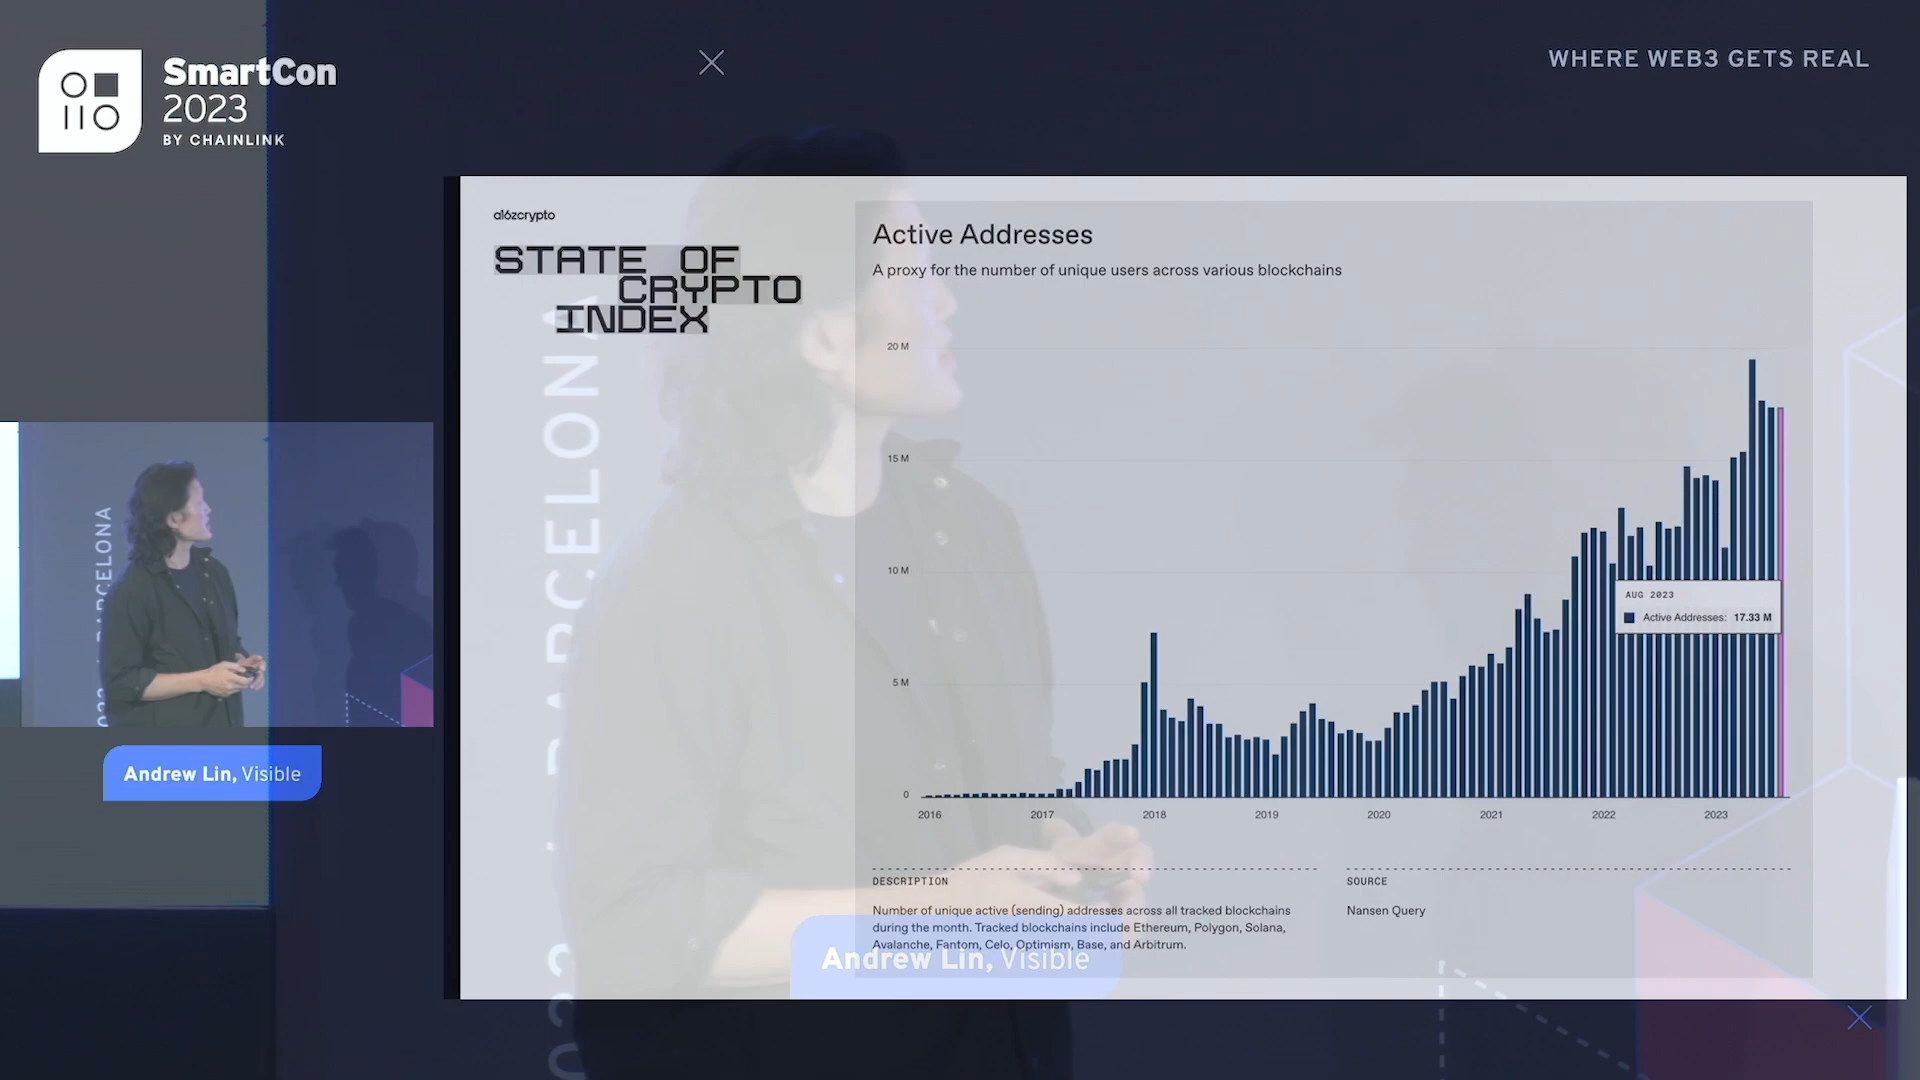 SmartCon
2023
BY CHAINLINK
WHERE WEB3 GETS REAL
a16zcrypto
STATE OF
CRYPTO
INDEX
Active Addresses
A proxy for the number of unique users across various blockchains
20 M
15 M
10 M
5 M
0
2016 2017 2018 2019 2020 2021 2022 2023
AUG 2023
Active Addresses: 17.33 M
DESCRIPTION
Number of unique active (sending) addresses across all tracked blockchains
during the month. Tracked blockchains include Ethereum, Polygon, Solana,
Avalanche, Fantom, Celo, Optimism, Base, and Arbitrum.
SOURCE
Nansen Query
BARCELONA
Andrew Lin, Visible
BARCELONA
Andrew Lin, Visible